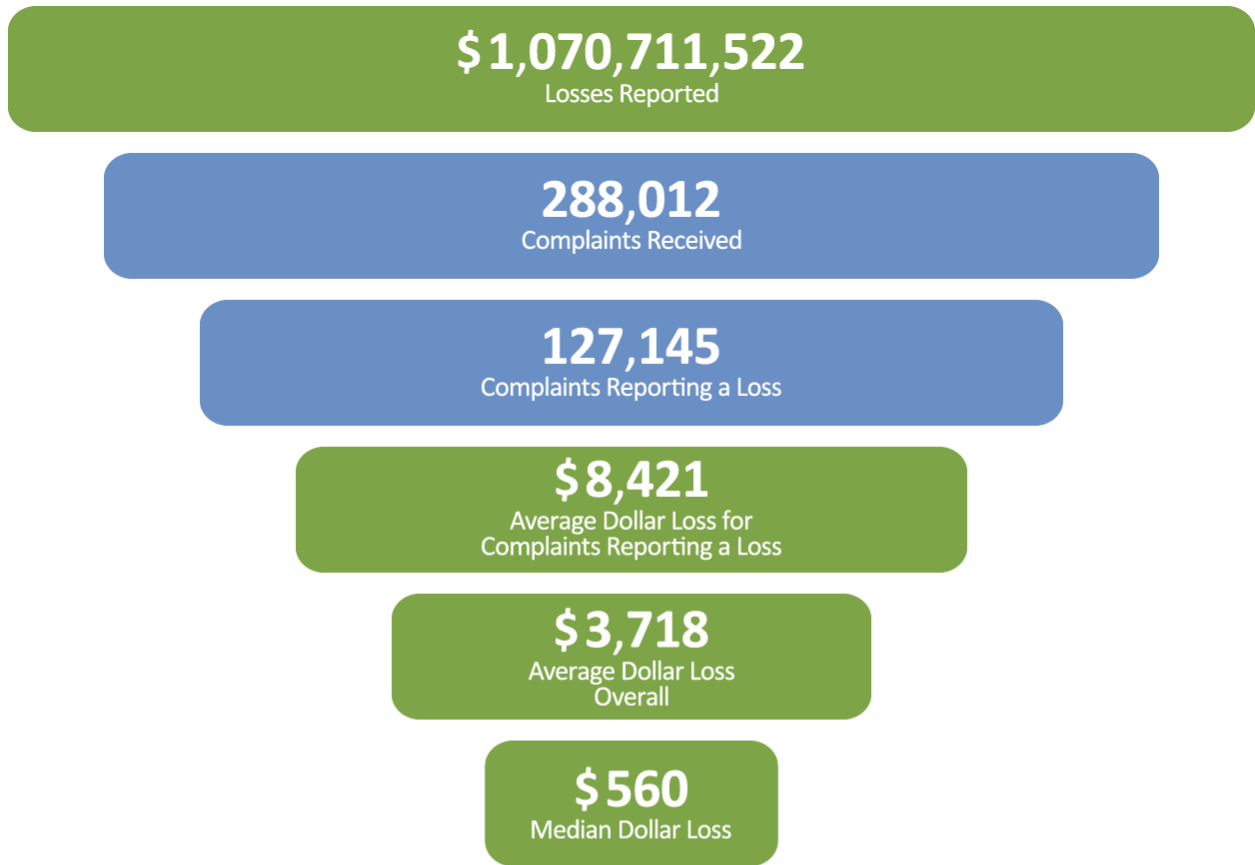 $1,070,711,522
Losses Reported
288,012
Complaints Received
127,145
Complaints Reporting a Loss
$8,421
Average Dollar Loss for
Complaints Reporting a Loss
$3,718
Average Dollar Loss
Overall
$560
Median Dollar Loss